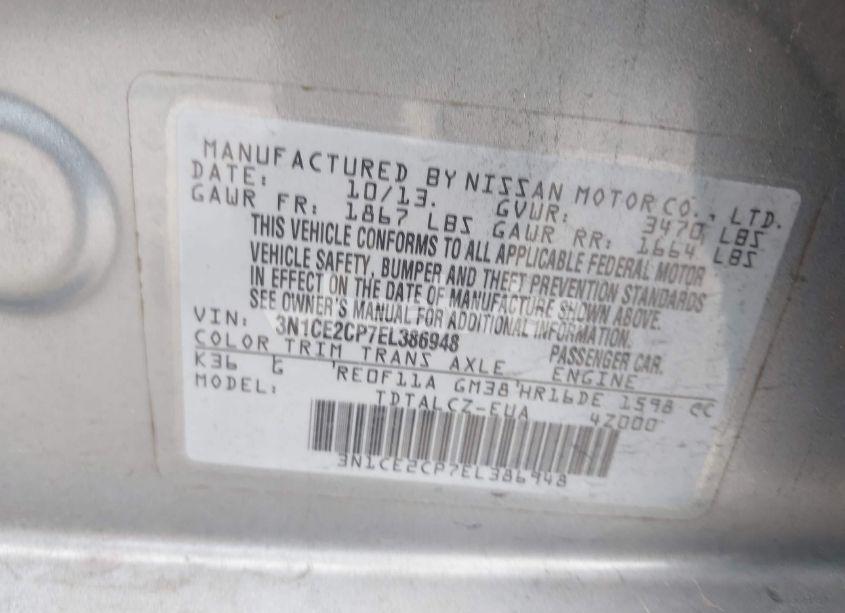 MANUFACTURED BY NISSAN MOTOR CO., LTD.
DATE: 10/13. GVWR: 3470 LBS
GAWR FR: 1867 LBS GAWR RR: 1664 LBS
THIS VEHICLE CONFORMS TO ALL APPLICABLE FEDERAL MOTOR
VEHICLE SAFETY, BUMPER AND THEFT PREVENTION STANDARDS
IN EFFECT ON THE DATE OF MANUFACTURE SHOWN ABOVE.
SEE OWNER'S MANUAL FOR ADDITIONAL INFORMATION.
VIN: 3N1CE2CP7EL386948 PASSENGER CAR.
COLOR TRIM TRANS AXLE ENGINE
K36 G RE0F11A GM38 HR16DE 1598 CC
MODEL: TDTALCZ-EUA 4Z000
3N1CE2CP7EL386948